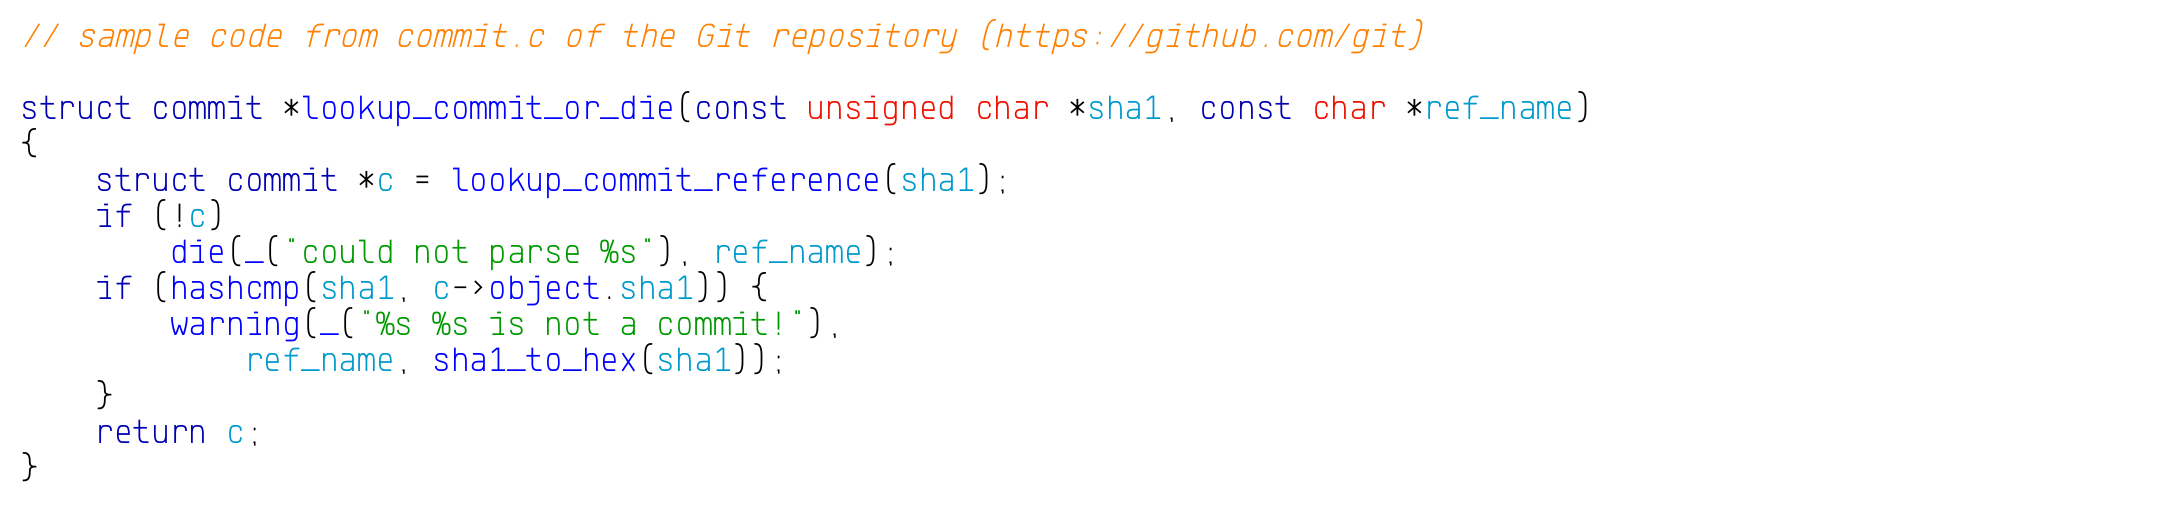 // sample code from commit.c of the Git repository (https://github.com/git)

struct commit *lookup_commit_or_die(const unsigned char *sha1, const char *ref_name)
{
    struct commit *c = lookup_commit_reference(sha1);
    if (!c)
        die(_("could not parse %s"), ref_name);
    if (hashcmp(sha1, c->object.sha1)) {
        warning(_("%s %s is not a commit!"),
            ref_name, sha1_to_hex(sha1));
    }
    return c;
}